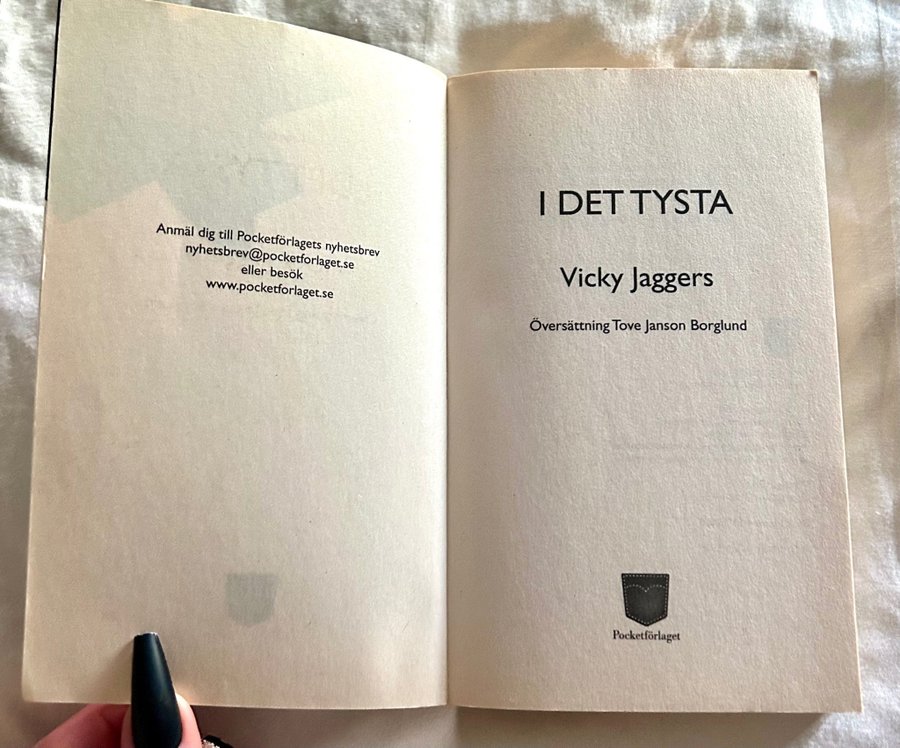 Anmäl dig till Pocketförlagets nyhetsbrev
nyhetsbrev@pocketforlaget.se
eller besök
www.pocketforlaget.se
I DET TYSTA
Vicky Jaggers
Översättning Tove Janson Borglund
Pocketförlaget